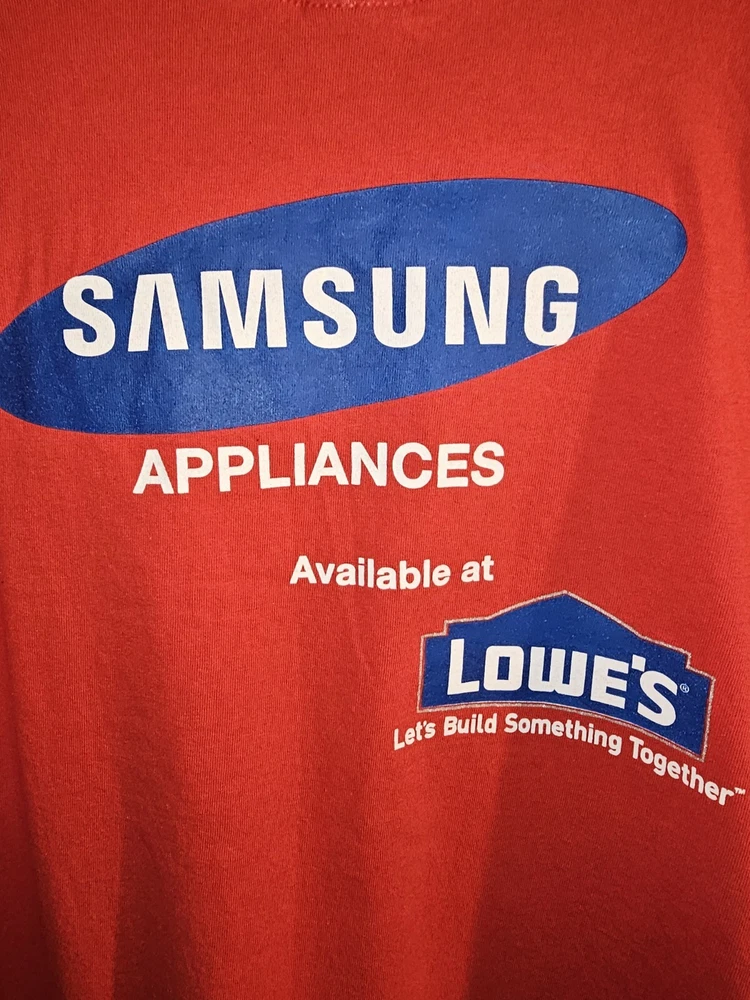 SAMSUNG
APPLIANCES
Available at
LOWE'S®
Let's Build Something Together™